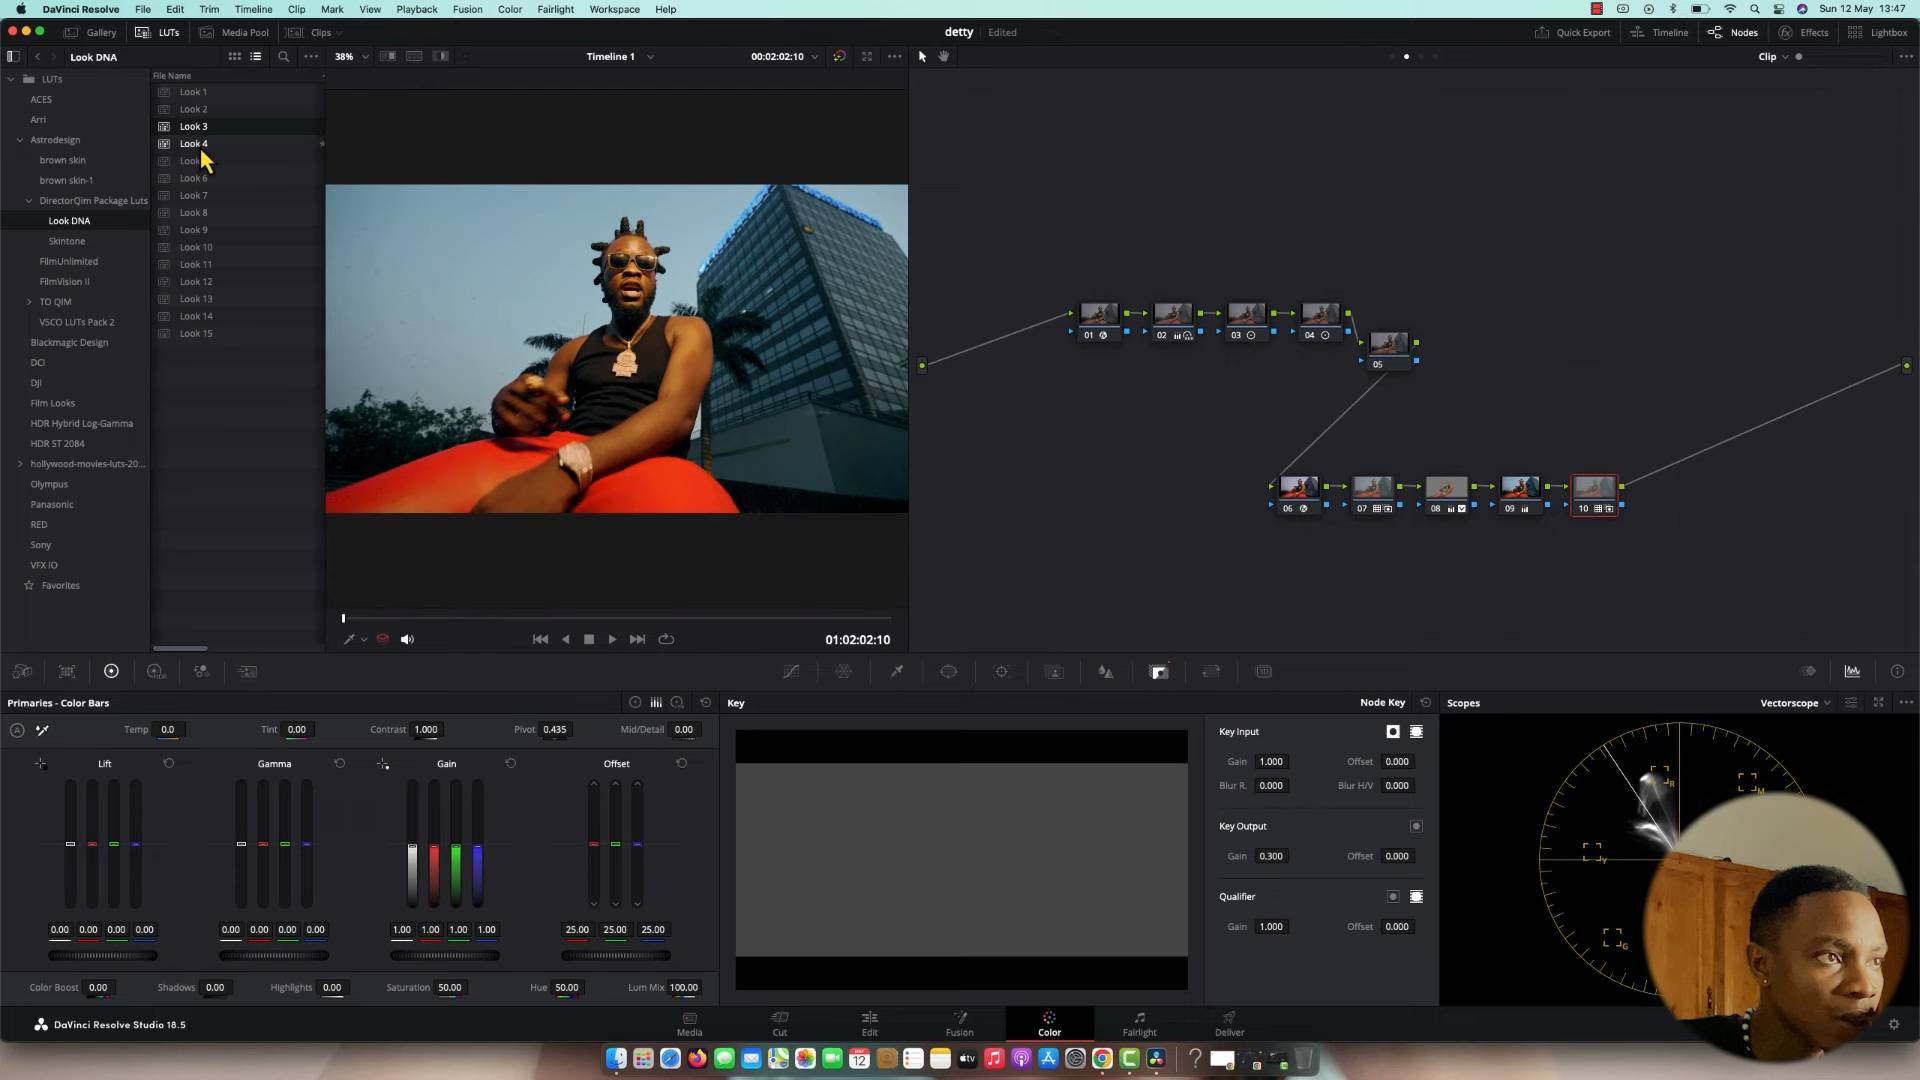 DaVinci Resolve File Edit Trim Timeline Clip Mark View Playback Fusion Color Fairlight Workspace Help Sun 12 May 13:47
Gallery LUTs Media Pool Clips detty Edited Quick Export Timeline Nodes Effects Lightbox
Look DNA 38% Timeline 1 00:02:02:10 Clip
LUTs
ACES
Arri
Astrodesign
brown skin
brown skin-1
DirectorQim Package Luts
Look DNA
Skintone
FilmUnlimited
FilmVision II
TO QIM
VSCO LUTs Pack 2
Blackmagic Design
DCI
DJI
Film Looks
HDR Hybrid Log-Gamma
HDR ST 2084
hollywood-movies-luts-20...
Olympus
Panasonic
RED
Sony
VFX IO
Favorites
File Name
Look 1
Look 2
Look 3
Look 4
Look
Look 6
Look 7
Look 8
Look 9
Look 10
Look 11
Look 12
Look 13
Look 14
Look 15
01:02:02:10
01 02 03 04
05
06 07 08 09 10
Primaries - Color Bars
Temp 0.0 Tint 0.00 Contrast 1.000 Pivot 0.435 Mid/Detail 0.00
Lift Gamma Gain Offset
0.00 0.00 0.00 0.00 0.00 0.00 0.00 0.00 1.00 1.00 1.00 1.00 25.00 25.00 25.00
Color Boost 0.00 Shadows 0.00 Highlights 0.00 Saturation 50.00 Hue 50.00 Lum Mix 100.00
Key Node Key
Key Input
Gain 1.000 Offset 0.000
Blur R. 0.000 Blur H/V 0.000
Key Output
Gain 0.300 Offset 0.000
Qualifier
Gain 1.000 Offset 0.000
Scopes Vectorscope
R
M
Y
G
DaVinci Resolve Studio 18.5
Media Cut Edit Fusion Color Fairlight Deliver